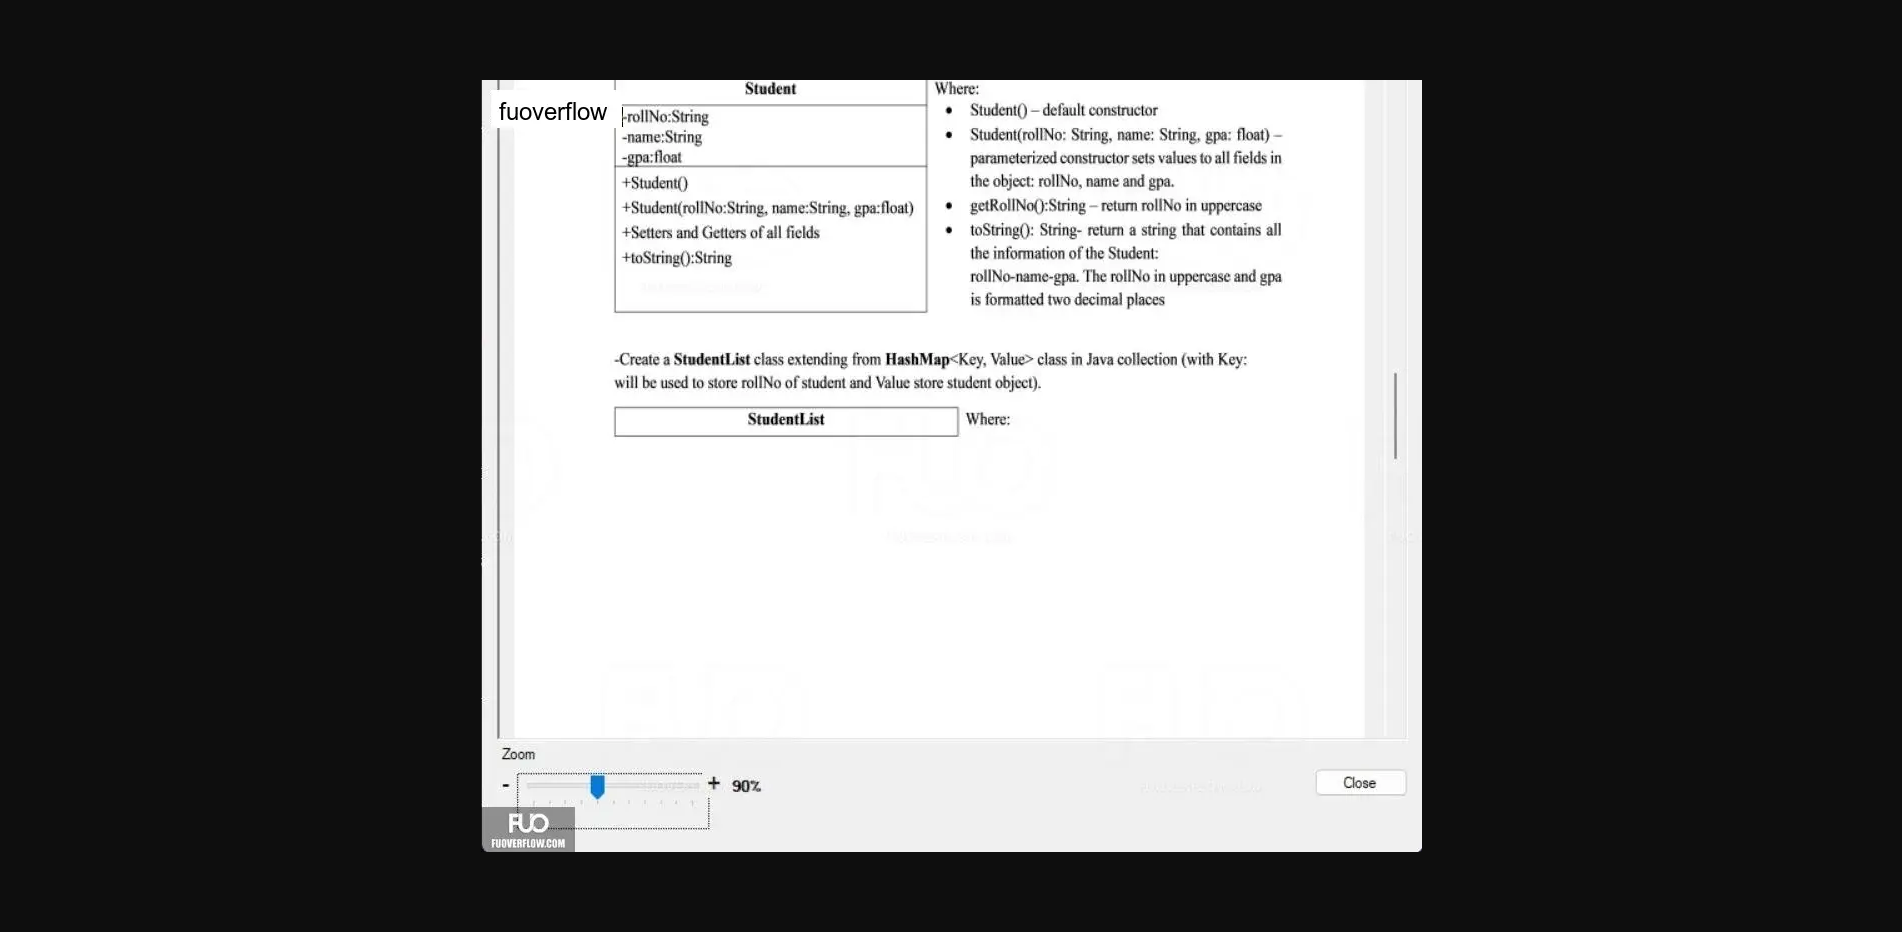 Student
fuoverflow
-rollNo:String
-name:String
-gpa:float
+Student()
+Student(rollNo:String, name:String, gpa:float)
+Setters and Getters of all fields
+toString():String
Where:
• Student() – default constructor
• Student(rollNo: String, name: String, gpa: float) –
parameterized constructor sets values to all fields in
the object: rollNo, name and gpa.
• getRollNo():String – return rollNo in uppercase
• toString(): String- return a string that contains all
the information of the Student:
rollNo-name-gpa. The rollNo in uppercase and gpa
is formatted two decimal places
-Create a StudentList class extending from HashMap<Key, Value> class in Java collection (with Key:
will be used to store rollNo of student and Value store student object).
StudentList
Where:
Zoom
- + 90%
Close
FUO
FUOVERFLOW.COM